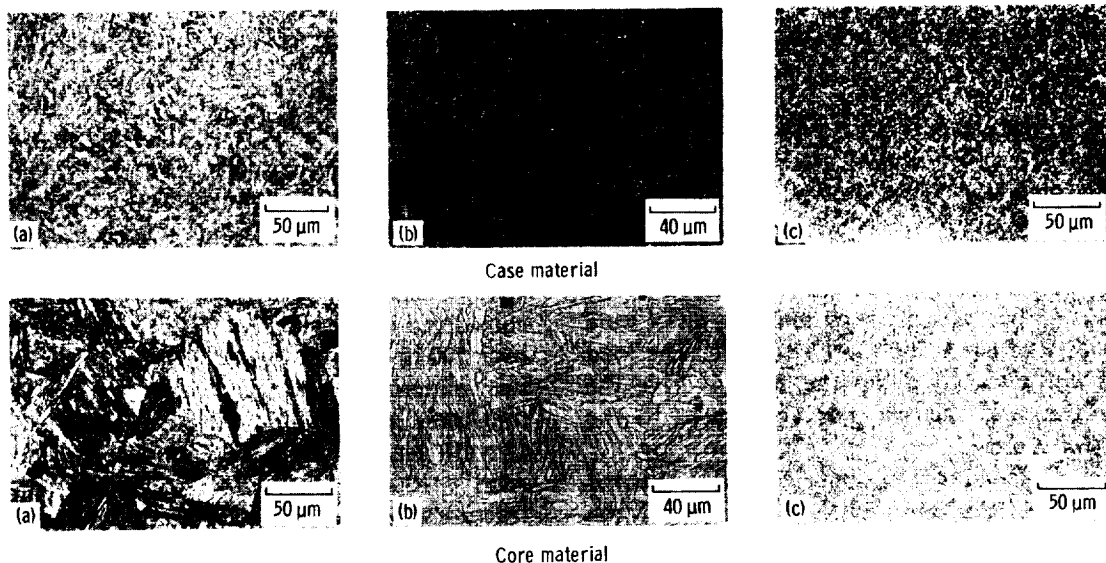 (a) 50 μm (b) 40 μm (c) 50 μm
Case material
(a) 50 μm (b) 40 μm (c) 50 μm
Core material